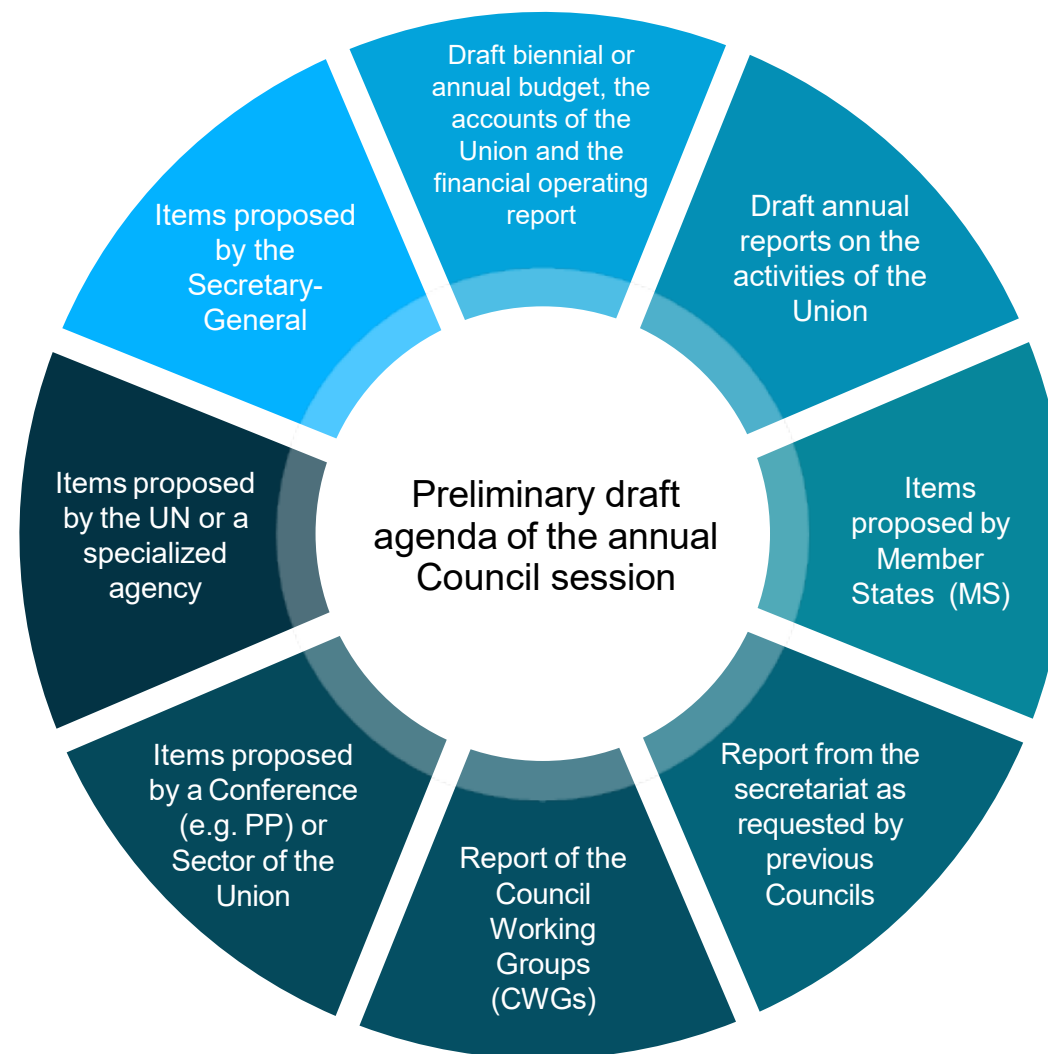 Draft biennial or
annual budget, the
accounts of the
Union and the
financial operating
report
Draft annual
reports on the
activities of the
Union
Items
proposed by
Member
States (MS)
Report from the
secretariat as
requested by
previous
Councils
Report of the
Council
Working
Groups
(CWGs)
Items proposed
by a Conference
(e.g. PP) or
Sector of the
Union
Items proposed
by the UN or a
specialized
agency
Items proposed
by the
Secretary-
General
Preliminary draft
agenda of the annual
Council session